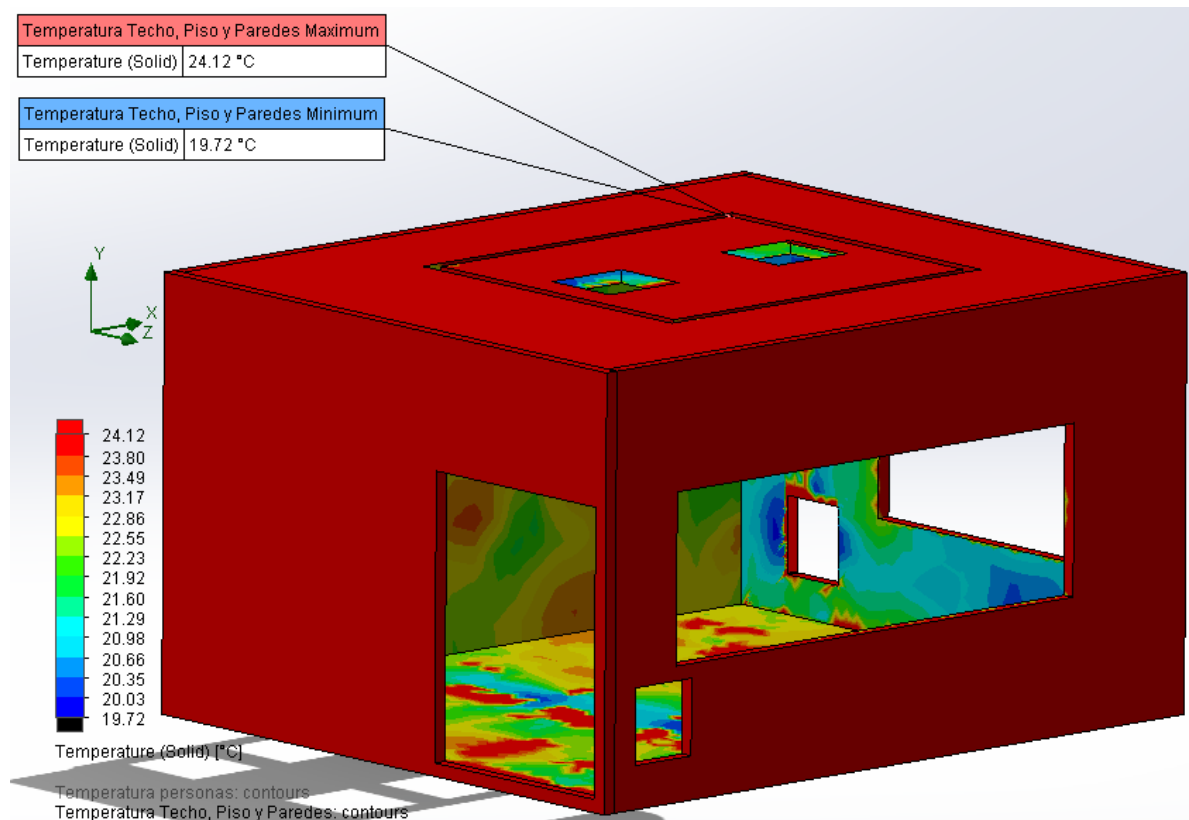 Temperatura Techo, Piso y Paredes Maximum
Temperature (Solid) 24.12 °C
Temperatura Techo, Piso y Paredes Minimum
Temperature (Solid) 19.72 °C
Y
X
Z
24.12
23.80
23.49
23.17
22.86
22.55
22.23
21.92
21.60
21.29
20.98
20.66
20.35
20.03
19.72
Temperature (Solid) [°C]
Temperatura personas: contours
Temperatura Techo, Piso y Paredes: contours